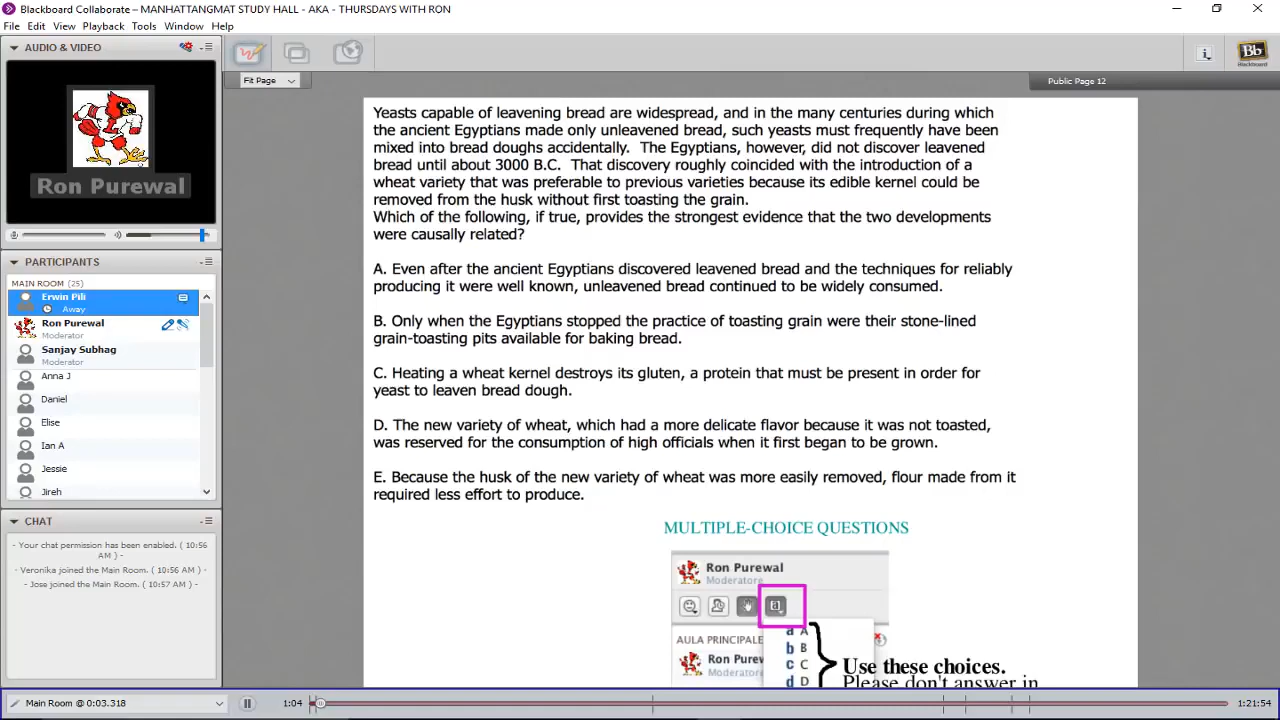 Blackboard Collaborate – MANHATTANGMAT STUDY HALL - AKA - THURSDAYS WITH RON
File Edit View Playback Tools Window Help
AUDIO & VIDEO
Ron Purewal
PARTICIPANTS
MAIN ROOM (25)
Erwin Pili
Away
Ron Purewal
Moderator
Sanjay Subhag
Moderator
Anna J
Daniel
Elise
Ian A
Jessie
Jireh
CHAT
- Your chat permission has been enabled. ( 10:56
AM ) -
- Veronika joined the Main Room. ( 10:56 AM ) -
- Jose joined the Main Room. ( 10:57 AM ) -
Bb
Blackboard
Fit Page
Public Page 12
Yeasts capable of leavening bread are widespread, and in the many centuries during which
the ancient Egyptians made only unleavened bread, such yeasts must frequently have been
mixed into bread doughs accidentally. The Egyptians, however, did not discover leavened
bread until about 3000 B.C. That discovery roughly coincided with the introduction of a
wheat variety that was preferable to previous varieties because its edible kernel could be
removed from the husk without first toasting the grain.
Which of the following, if true, provides the strongest evidence that the two developments
were causally related?
A. Even after the ancient Egyptians discovered leavened bread and the techniques for reliably
producing it were well known, unleavened bread continued to be widely consumed.
B. Only when the Egyptians stopped the practice of toasting grain were their stone-lined
grain-toasting pits available for baking bread.
C. Heating a wheat kernel destroys its gluten, a protein that must be present in order for
yeast to leaven bread dough.
D. The new variety of wheat, which had a more delicate flavor because it was not toasted,
was reserved for the consumption of high officials when it first began to be grown.
E. Because the husk of the new variety of wheat was more easily removed, flour made from it
required less effort to produce.
MULTIPLE-CHOICE QUESTIONS
Ron Purewal
Moderatore
AULA PRINCIPALE
Ron Purew
Moderatore
a A
b B
c C
d D
Use these choices.
Please don't answer in
Main Room @ 0:03.318
1:04
1:21:54